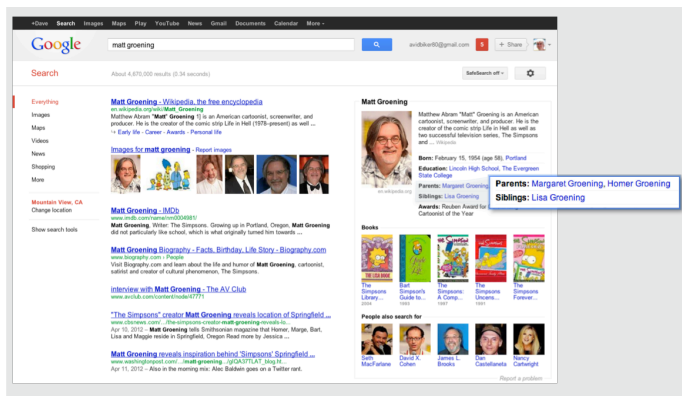 +Dave Search Images Maps Play YouTube News Gmail Documents Calendar More
Google
matt groening
avidbikar80@gmail.com
5
+ Share
Search
About 4,870,000 results (0.34 seconds)
SafeSearch off
Everything
Images
Maps
Videos
News
Shopping
More
Mountain View, CA
Change location
Show search tools
Matt Groening - Wikipedia, the free encyclopedia
en.wikipedia.org/wiki/Matt_Groening
Matthew Abram "Matt" Groening 1] is an American cartoonist, screenwriter, and
producer. He is the creator of the comic strip Life in Hell (1978–present) as well ...
Early life - Career - Awards - Personal life
Images for matt groening - Report images
Matt Groening - IMDb
www.imdb.com/name/nm0004981/
Matt Groening, Writer: The Simpsons. Growing up in Portland, Oregon, Matt Groening
did not particularly like school, which is what originally turned him towards ...
Matt Groening Biography - Facts, Birthday, Life Story - Biography.com
www.biography.com › People
Visit Biography.com and learn about the life and humor of Matt Groening, cartoonist,
satirist and creator of cultural phenomenon, The Simpsons.
interview with Matt Groening - The AV Club
www.avclub.com/content/node/47771
"The Simpsons" creator Matt Groening reveals location of Springfield ...
www.cbsnews.com/.../the-simpsons-creator-matt-groening-reveals-lo...
Apr 10, 2012 – Matt Groening tells Smithsonian magazine that Homer, Marge, Bart,
Lisa and Maggie reside in Springfield, Oregon Read more by Jessica ...
Matt Groening reveals inspiration behind 'Simpsons' Springfield ...
www.washingtonpost.com/.../matt-groening.../gIQA37TLAT_blog.ht...
Apr 11, 2012 – Also in the morning mix: Alec Baldwin goes on a Twitter rant.
Matt Groening
Matthew Abram "Matt" Groening is an American
cartoonist, screenwriter, and producer. He is the
creator of the comic strip Life in Hell as well as
two successful television series, The Simpsons
and ... Wikipedia
en.wikipedia.org
Born: February 15, 1954 (age 58), Portland
Education: Lincoln High School, The Evergreen
State College
Parents: Margaret Groening,
Siblings: Lisa Groening
Parents: Margaret Groening, Homer Groening
Siblings: Lisa Groening
Awards: Reuben Award for
Cartoonist of the Year
Books
The Simpsons Library... 2004
Bart Simpson's Guide to... 1993
The Simpsons: A Comp... 1997
The Simpsons Uncens... 1991
The Simpsons Forever...
People also search for
Seth MacFarlane
David X. Cohen
James L. Brooks
Dan Castellaneta
Nancy Cartwright
Report a problem